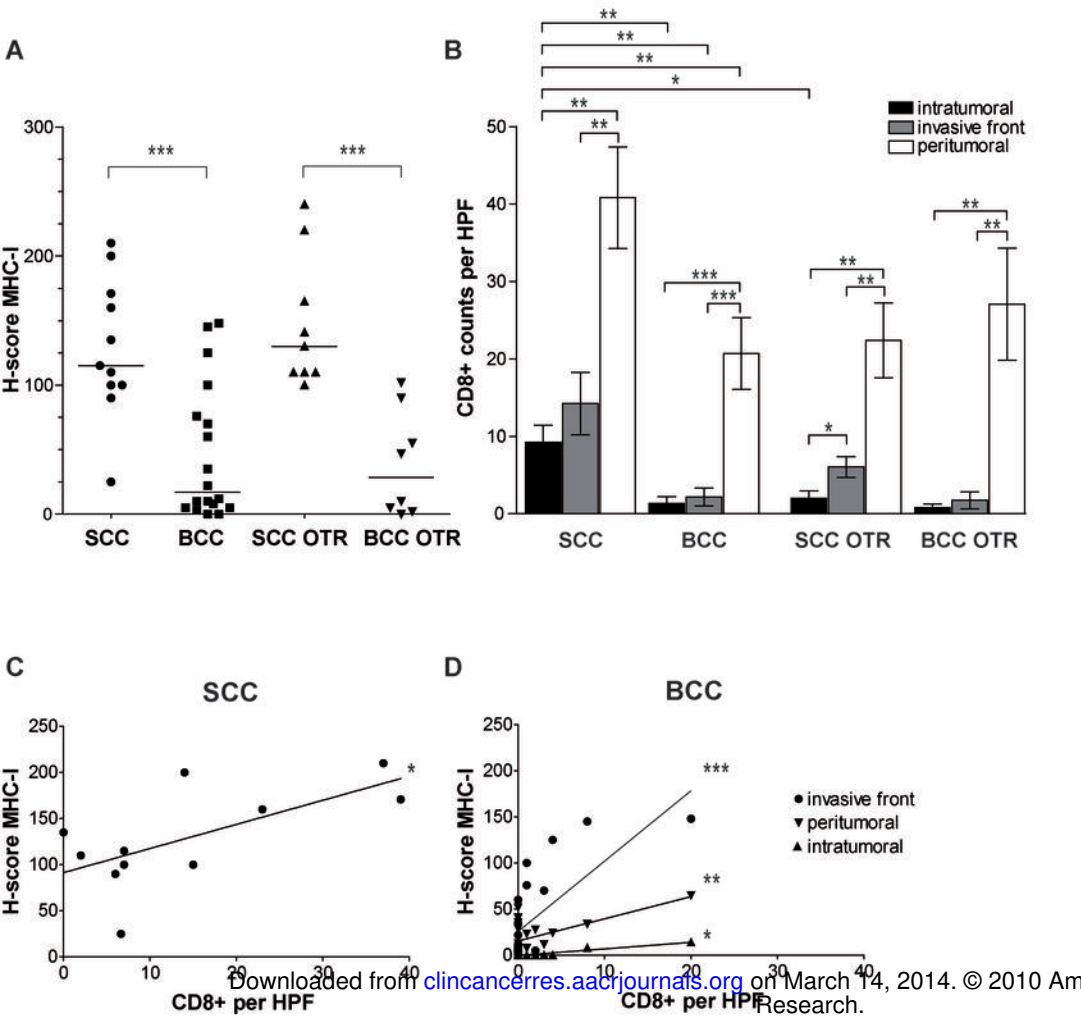 A
H-score MHC-I
300
200
100
0
***
***
SCC
BCC
SCC OTR
BCC OTR
B
CD8+ counts per HPF
50
40
30
20
10
0
**
**
**
*
**
**
***
***
**
**
*
**
**
intratumoral
invasive front
peritumoral
SCC
BCC
SCC OTR
BCC OTR
C
SCC
H-score MHC-I
250
200
150
100
50
0
*
0
10
20
30
40
CD8+ per HPF
D
BCC
H-score MHC-I
250
200
150
100
50
0
***
**
*
invasive front
peritumoral
intratumoral
0
10
20
30
40
CD8+ per HPF
Downloaded from clincancerres.aacrjournals.org on March 14, 2014. © 2010 Am
Research.